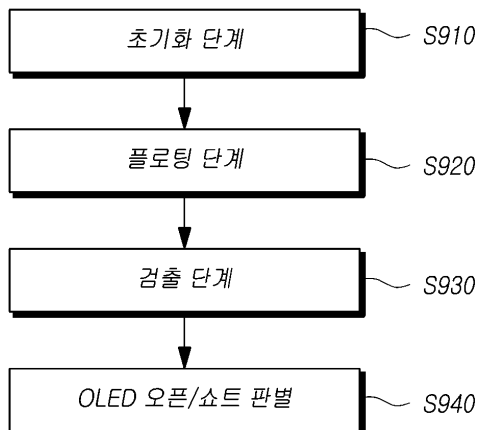 초기화 단계
S910
플로팅 단계
S920
검출 단계
S930
OLED 오픈/쇼트 판별
S940